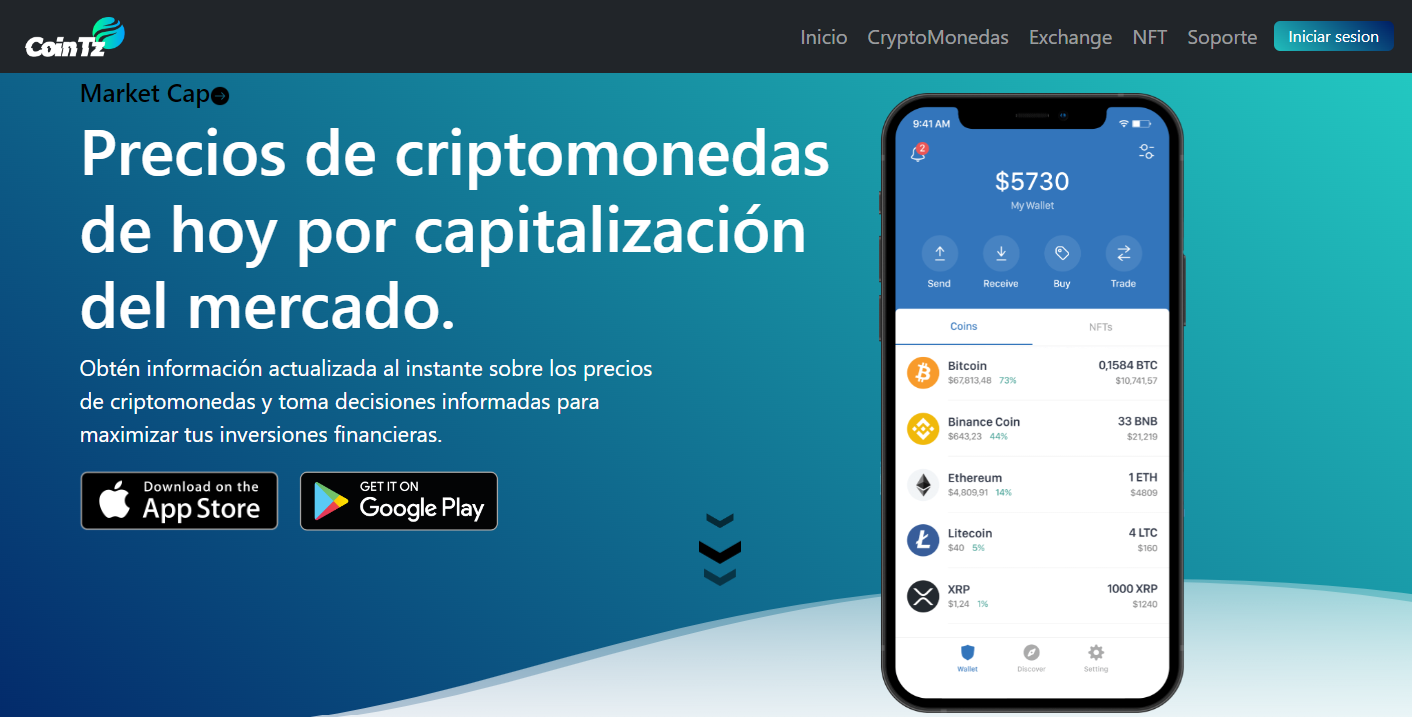 CoinTz
Inicio CryptoMonedas Exchange NFT Soporte Iniciar sesion
Market Cap
Precios de criptomonedas
de hoy por capitalización
del mercado.
Obtén información actualizada al instante sobre los precios
de criptomonedas y toma decisiones informadas para
maximizar tus inversiones financieras.
Download on the
App Store
GET IT ON
Google Play
9:41 AM
2
$5730
My Wallet
Send Receive Buy Trade
Coins NFTs
Bitcoin 0,1584 BTC
$67,813,48 73% $10,741,57
Binance Coin 33 BNB
$643,23 44% $21,219
Ethereum 1 ETH
$4,809,91 14% $4809
Litecoin 4 LTC
$40 5% $160
XRP 1000 XRP
$1,24 1% $1240
Wallet Discover Setting